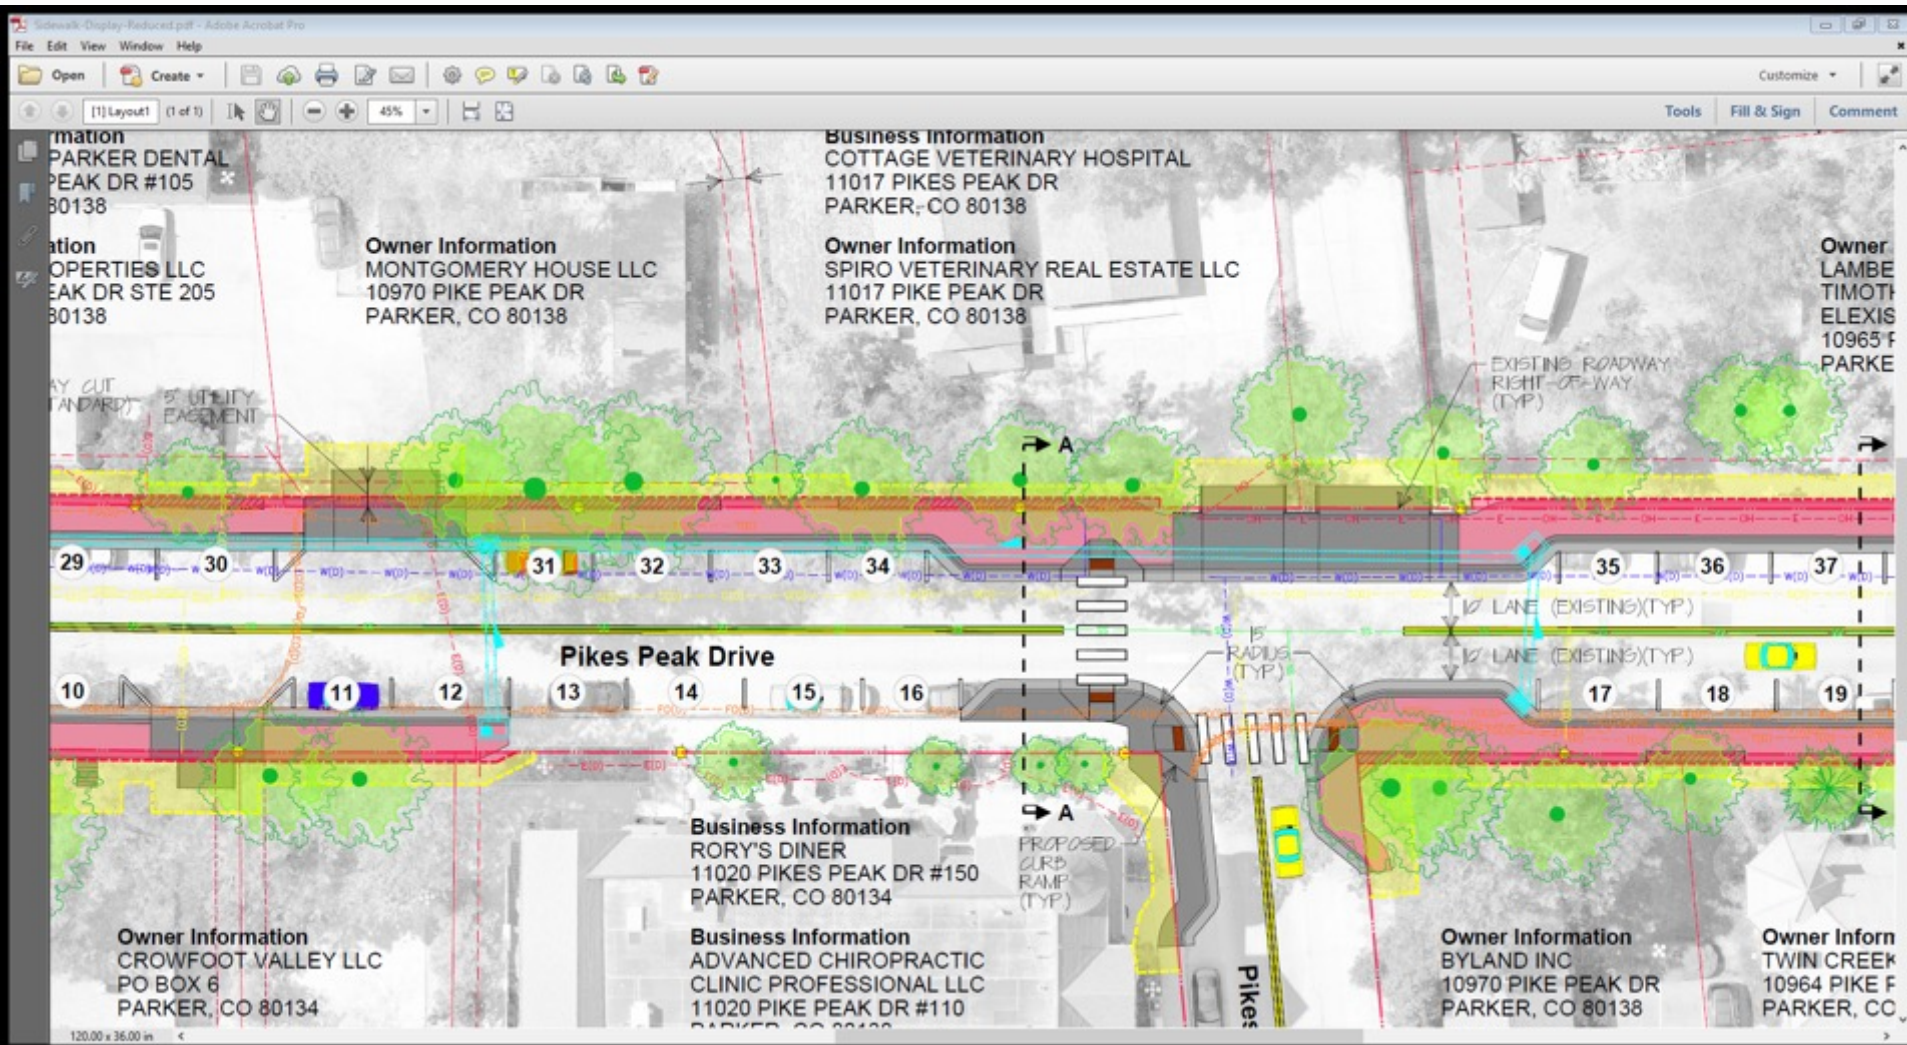 Sidewalk-Display-Reduced.pdf - Adobe Acrobat Pro
File Edit View Window Help
Open Create Customize
[1] Layout1 (1 of 1) 45% Tools Fill & Sign Comment
rmation
PARKER DENTAL
PEAK DR #105
80138
ation
OPERTIES LLC
EAK DR STE 205
80138
Owner Information
MONTGOMERY HOUSE LLC
10970 PIKE PEAK DR
PARKER, CO 80138
Business Information
COTTAGE VETERINARY HOSPITAL
11017 PIKES PEAK DR
PARKER, CO 80138
Owner Information
SPIRO VETERINARY REAL ESTATE LLC
11017 PIKE PEAK DR
PARKER, CO 80138
Owner
LAMBE
TIMOTH
ELEXIS
10965 P
PARKE
AY CUT
TANDARD)
5' UTILITY
EASEMENT
EXISTING ROADWAY
RIGHT-OF-WAY
(TYP.)
A
29 30 31 32 33 34 35 36 37
10' LANE (EXISTING)(TYP.)
10' LANE (EXISTING)(TYP.)
15'
RADIUS
(TYP.)
Pikes Peak Drive
10 11 12 13 14 15 16 17 18 19
A
PROPOSED
CURB
RAMP
(TYP.)
Business Information
RORY'S DINER
11020 PIKES PEAK DR #150
PARKER, CO 80134
Business Information
ADVANCED CHIROPRACTIC
CLINIC PROFESSIONAL LLC
11020 PIKE PEAK DR #110
Owner Information
CROWFOOT VALLEY LLC
PO BOX 6
PARKER, CO 80134
Pikes
Owner Information
BYLAND INC
10970 PIKE PEAK DR
PARKER, CO 80138
Owner Inform
TWIN CREEK
10964 PIKE P
PARKER, CO
120.00 x 36.00 in